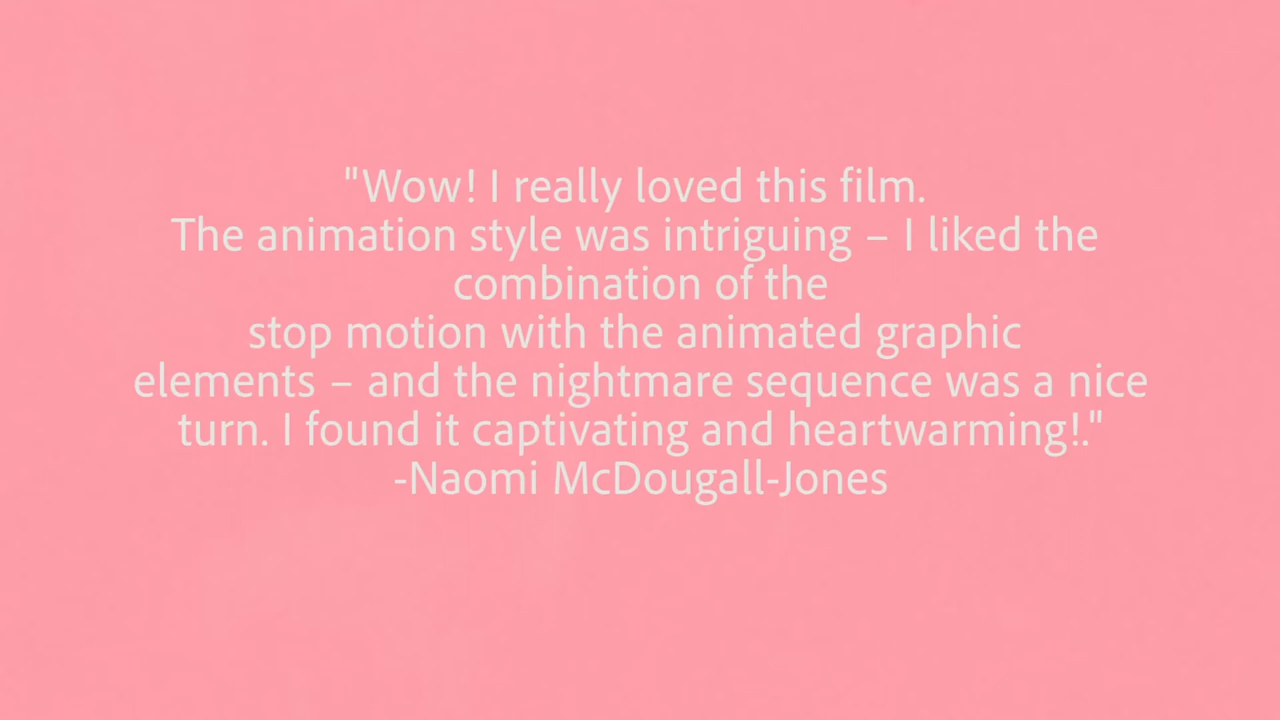 "Wow! I really loved this film.
The animation style was intriguing – I liked the
combination of the
stop motion with the animated graphic
elements – and the nightmare sequence was a nice
turn. I found it captivating and heartwarming!."
-Naomi McDougall-Jones